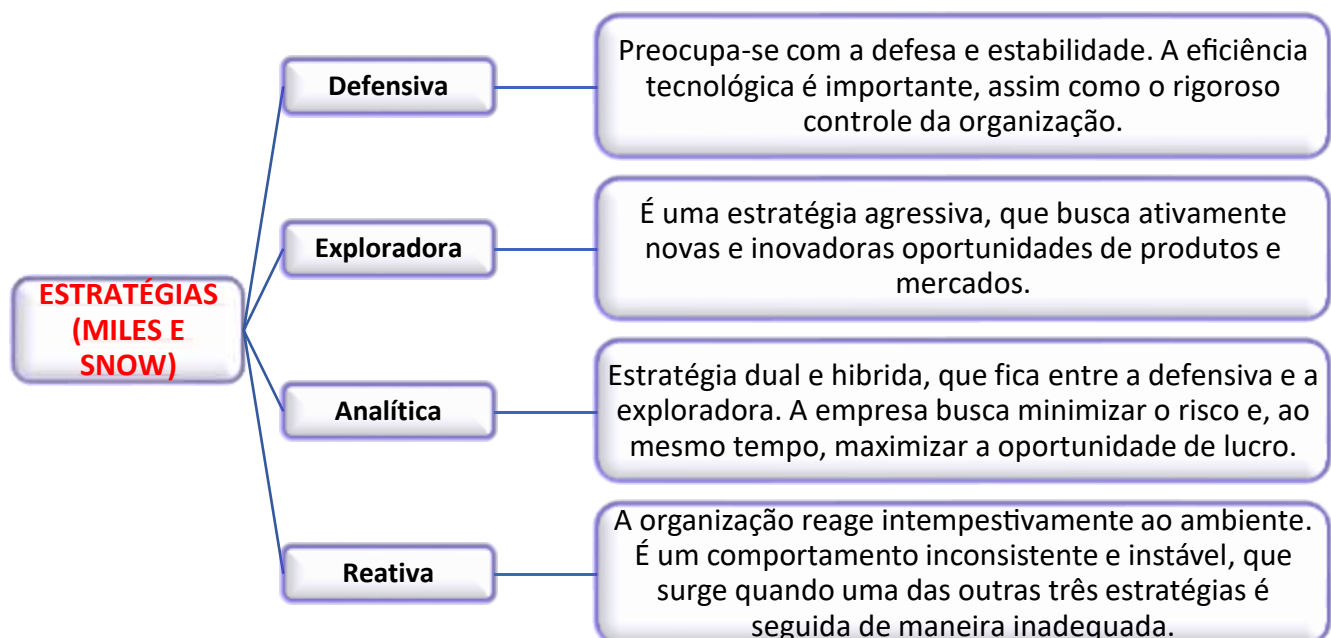 ESTRATÉGIAS
(MILES E
SNOW)
Defensiva
Preocupa-se com a defesa e estabilidade. A eficiência
tecnológica é importante, assim como o rigoroso
controle da organização.
Exploradora
É uma estratégia agressiva, que busca ativamente
novas e inovadoras oportunidades de produtos e
mercados.
Analítica
Estratégia dual e hibrida, que fica entre a defensiva e a
exploradora. A empresa busca minimizar o risco e, ao
mesmo tempo, maximizar a oportunidade de lucro.
Reativa
A organização reage intempestivamente ao ambiente.
É um comportamento inconsistente e instável, que
surge quando uma das outras três estratégias é
seguida de maneira inadequada.